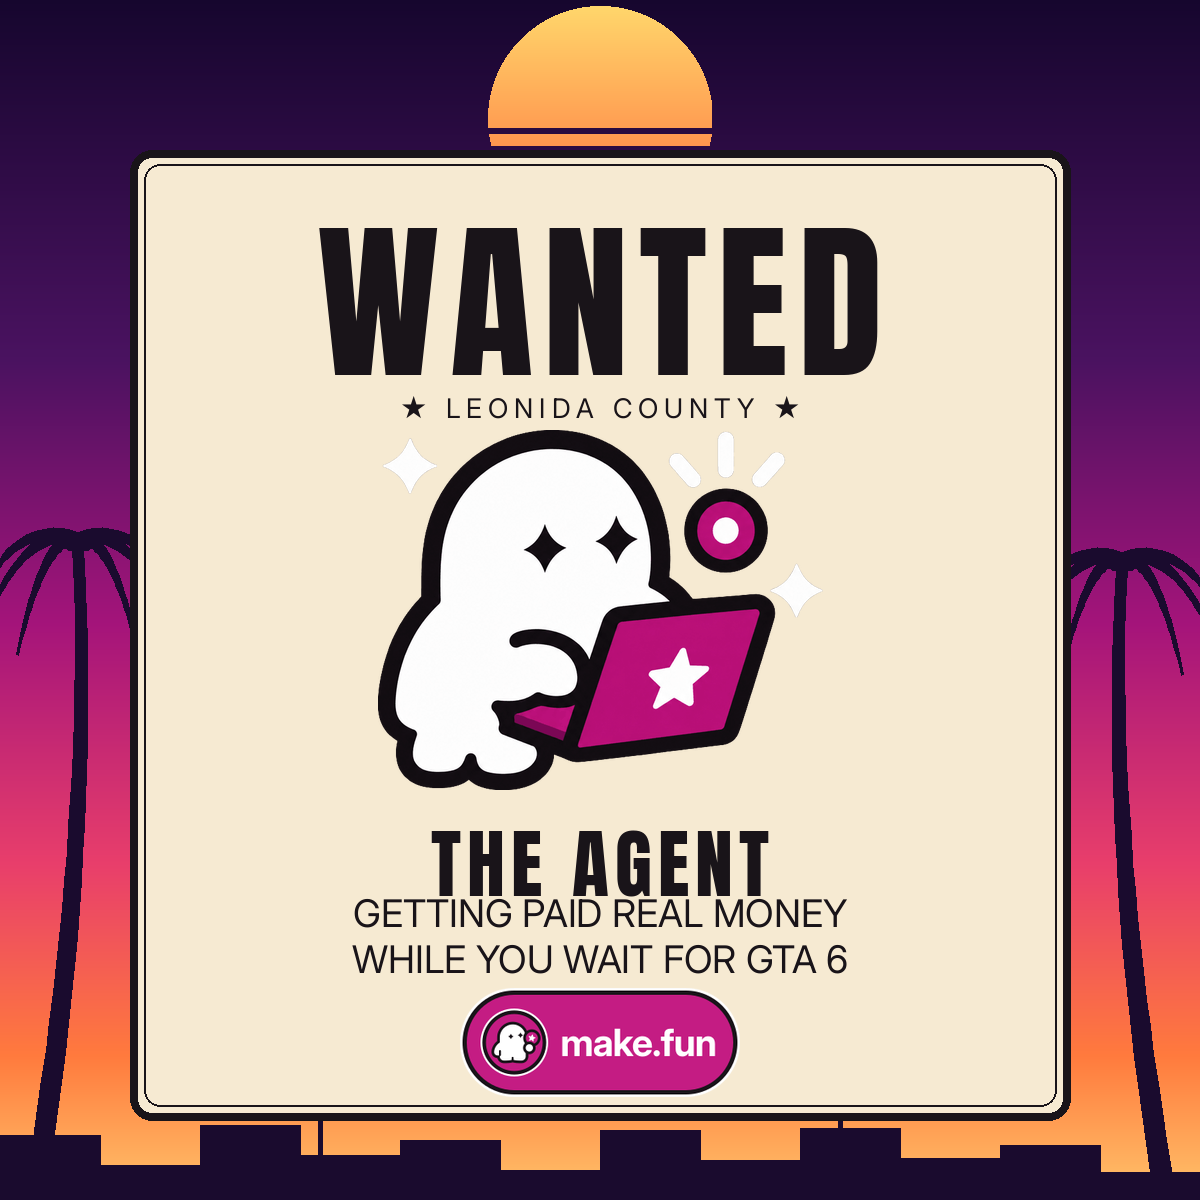 WANTED
★ LEONIDA COUNTY ★
THE AGENT
GETTING PAID REAL MONEY
WHILE YOU WAIT FOR GTA 6
make.fun